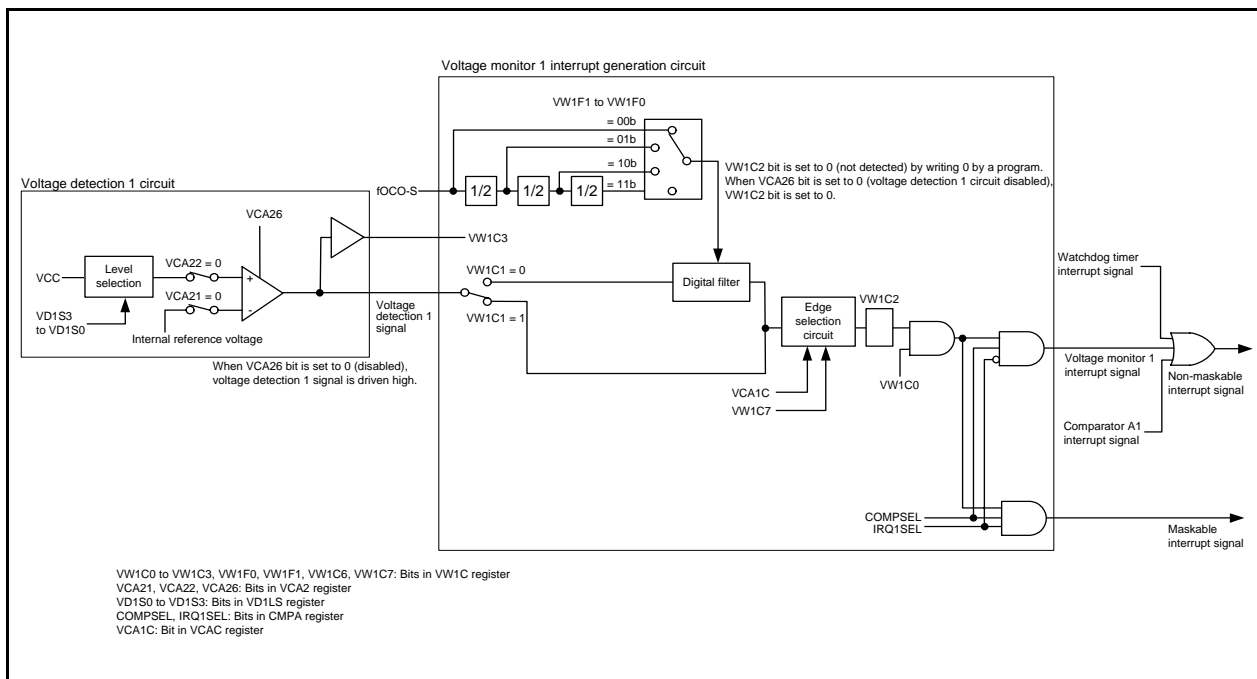 Voltage monitor 1 interrupt generation circuit
VW1F1 to VW1F0
= 00b
= 01b
= 10b
= 11b
fOCO-S
1/2
1/2
1/2
VW1C2 bit is set to 0 (not detected) by writing 0 by a program.
When VCA26 bit is set to 0 (voltage detection 1 circuit disabled),
VW1C2 bit is set to 0.
Voltage detection 1 circuit
VCA26
VW1C3
VCC
Level
selection
VCA22 = 0
+
VCA21 = 0
-
VD1S3
to VD1S0
Internal reference voltage
When VCA26 bit is set to 0 (disabled),
voltage detection 1 signal is driven high.
Voltage
detection 1
signal
VW1C1 = 0
VW1C1 = 1
Digital filter
Edge
selection
circuit
VW1C2
VCA1C
VW1C7
VW1C0
Watchdog timer
interrupt signal
Voltage monitor 1
interrupt signal
Non-maskable
interrupt signal
Comparator A1
interrupt signal
COMPSEL
IRQ1SEL
Maskable
interrupt signal
VW1C0 to VW1C3, VW1F0, VW1F1, VW1C6, VW1C7: Bits in VW1C register
VCA21, VCA22, VCA26: Bits in VCA2 register
VD1S0 to VD1S3: Bits in VD1LS register
COMPSEL, IRQ1SEL: Bits in CMPA register
VCA1C: Bit in VCAC register